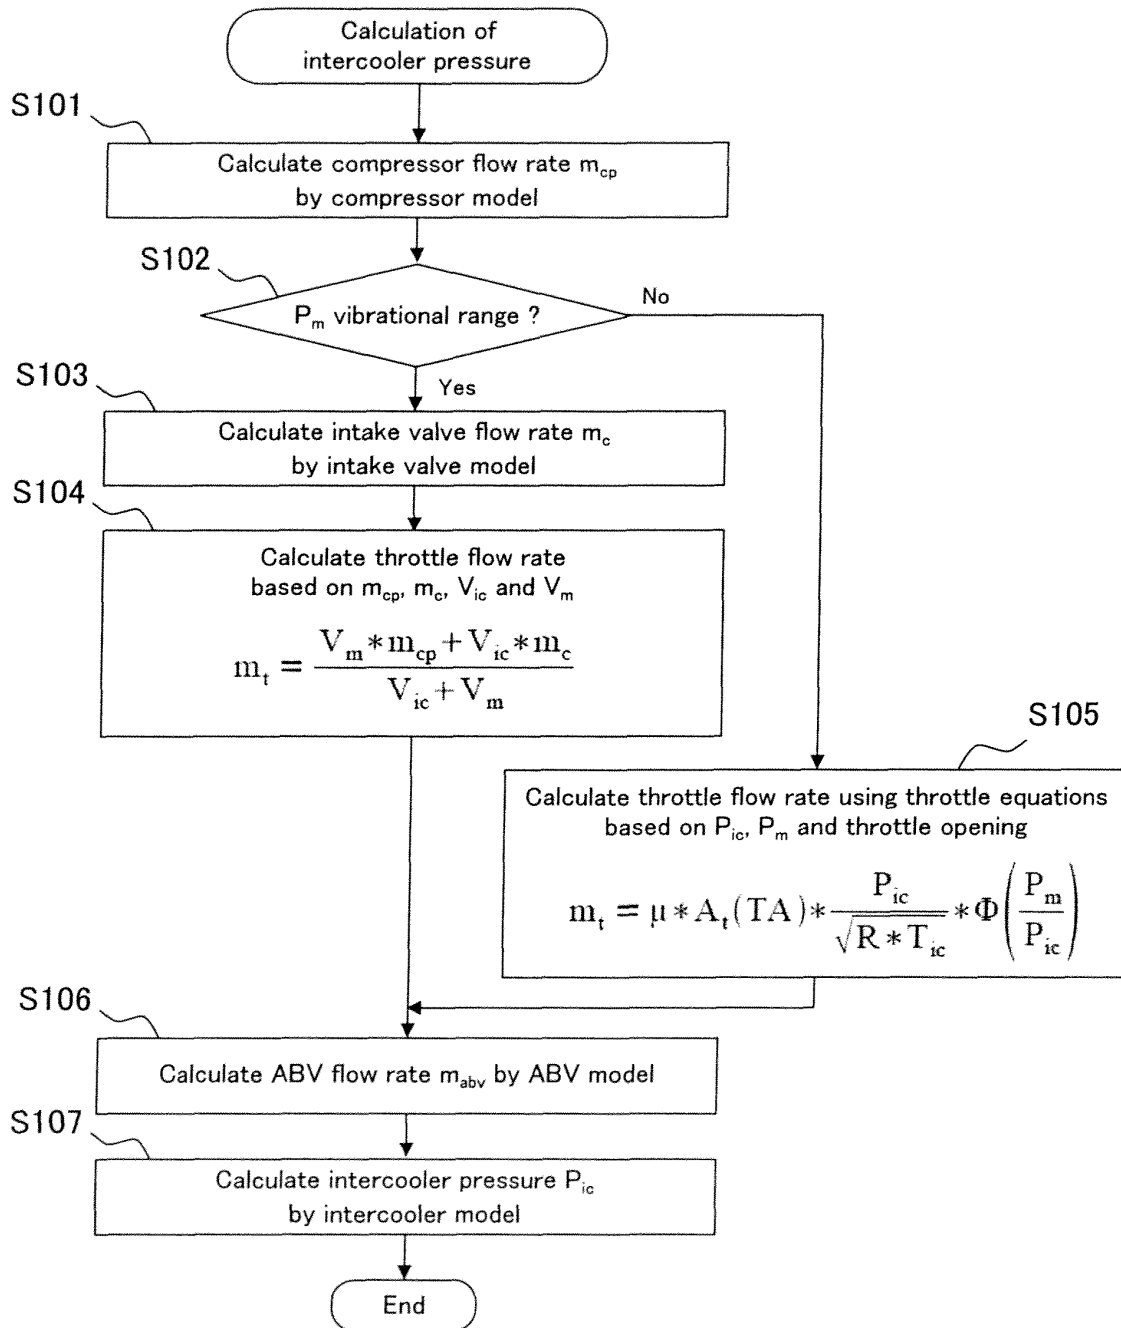 Calculation of
intercooler pressure
S101
Calculate compressor flow rate m_cp
by compressor model
S102
P_m vibrational range ?
No
Yes
S103
Calculate intake valve flow rate m_c
by intake valve model
S104
Calculate throttle flow rate
based on m_cp, m_c, V_ic and V_m
m_t = (V_m * m_cp + V_ic * m_c) / (V_ic + V_m)
S105
Calculate throttle flow rate using throttle equations
based on P_ic, P_m and throttle opening
m_t = μ * A_t(TA) * P_ic / √(R * T_ic) * Φ(P_m / P_ic)
S106
Calculate ABV flow rate m_abv by ABV model
S107
Calculate intercooler pressure P_ic
by intercooler model
End